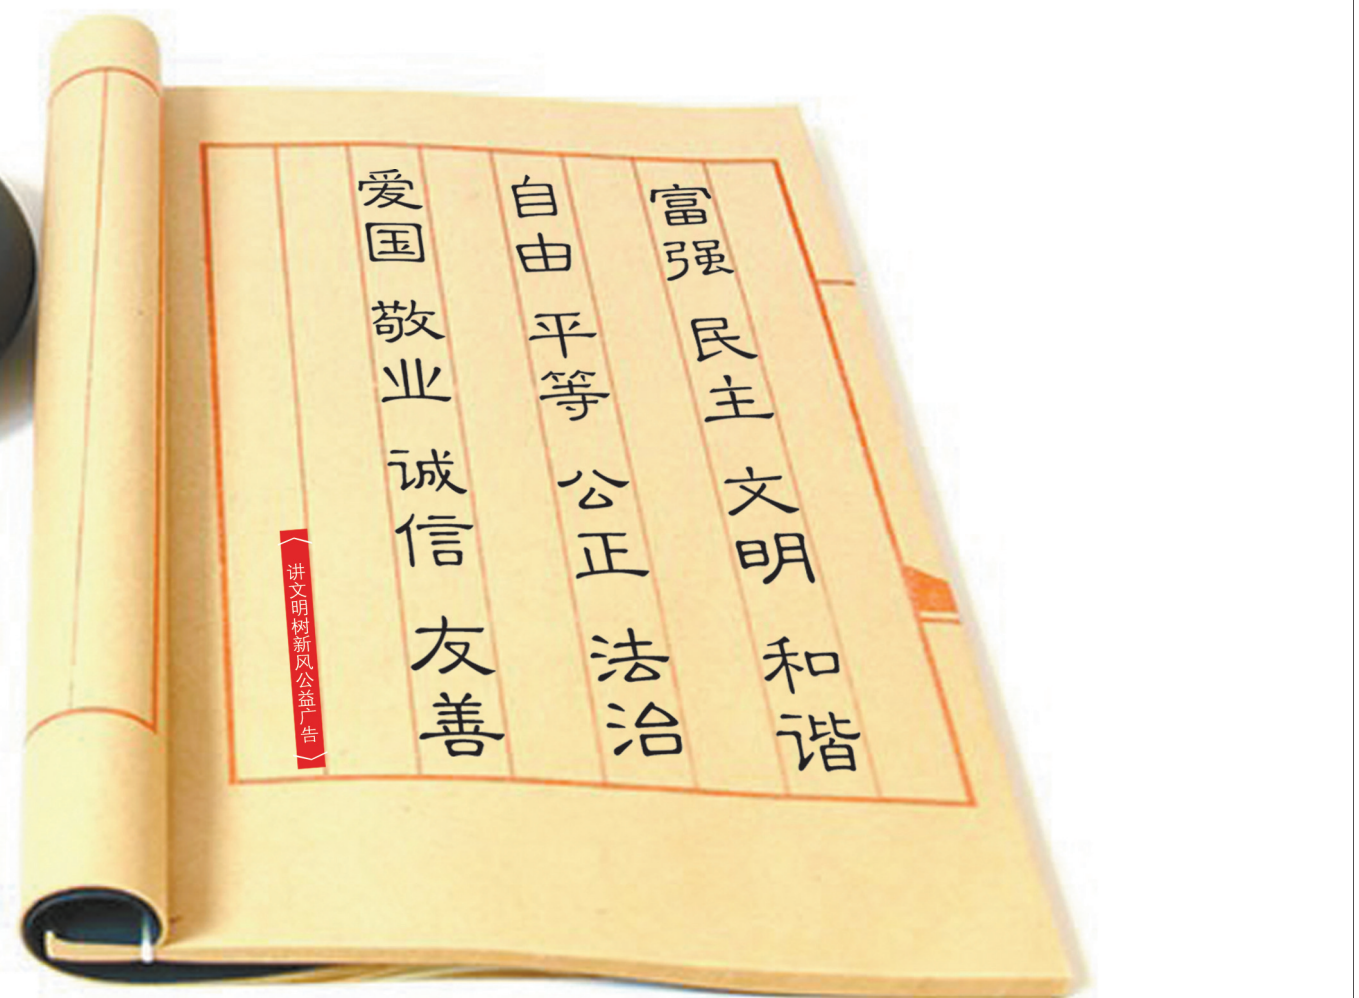 富强 民主 文明 和谐
自由 平等 公正 法治
爱国 敬业 诚信 友善
讲文明树新风公益广告